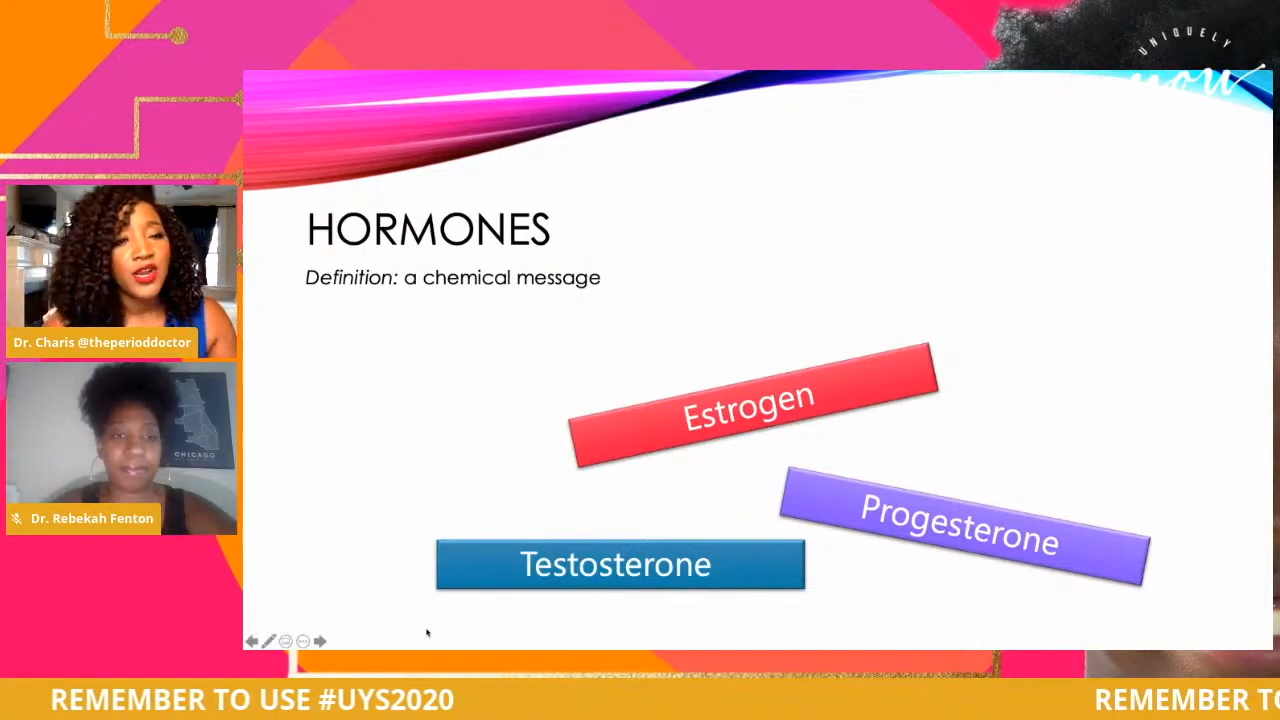 UNIQUELY
you
HORMONES
Definition: a chemical message
Estrogen
Progesterone
Testosterone
Dr. Charis @theperioddoctor
CHICAGO
Dr. Rebekah Fenton
REMEMBER TO USE #UYS2020
REMEMBER TO